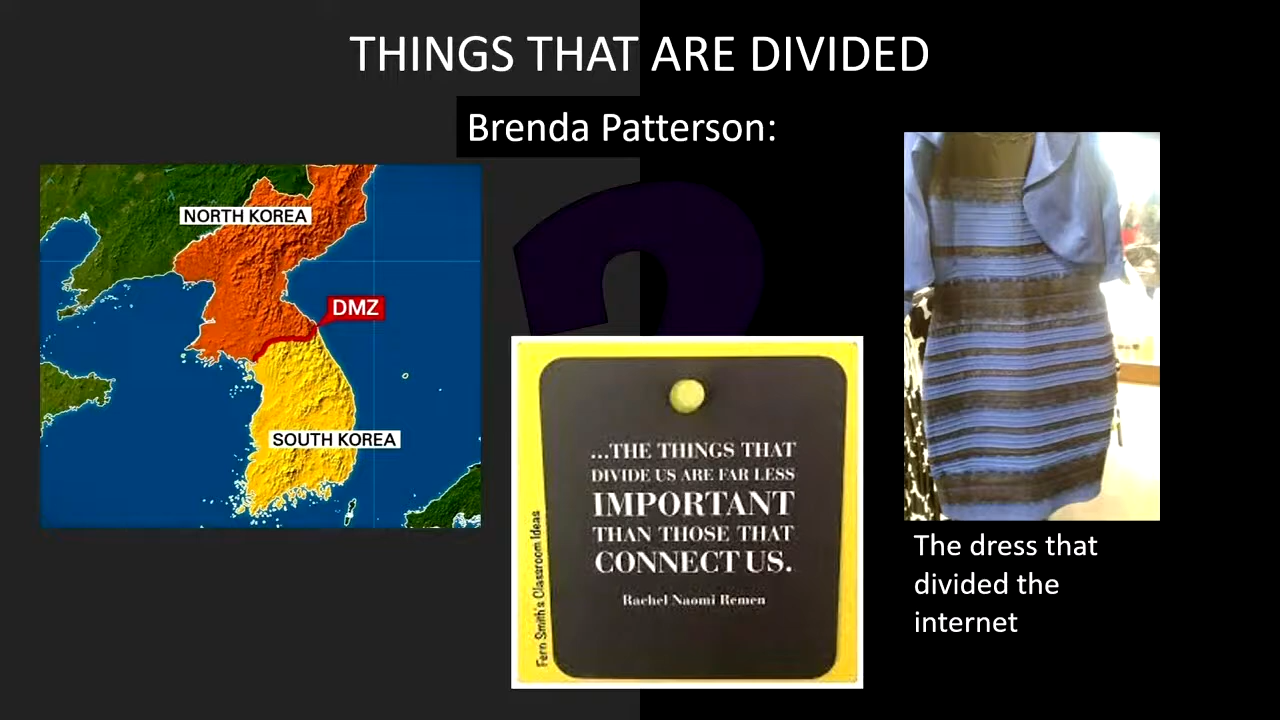 THINGS THAT ARE DIVIDED
Brenda Patterson:
NORTH KOREA
DMZ
SOUTH KOREA
...THE THINGS THAT
DIVIDE US ARE FAR LESS
IMPORTANT
THAN THOSE THAT
CONNECT US.
Rachel Naomi Remen
Fern Smith's Classroom Ideas
The dress that
divided the
internet